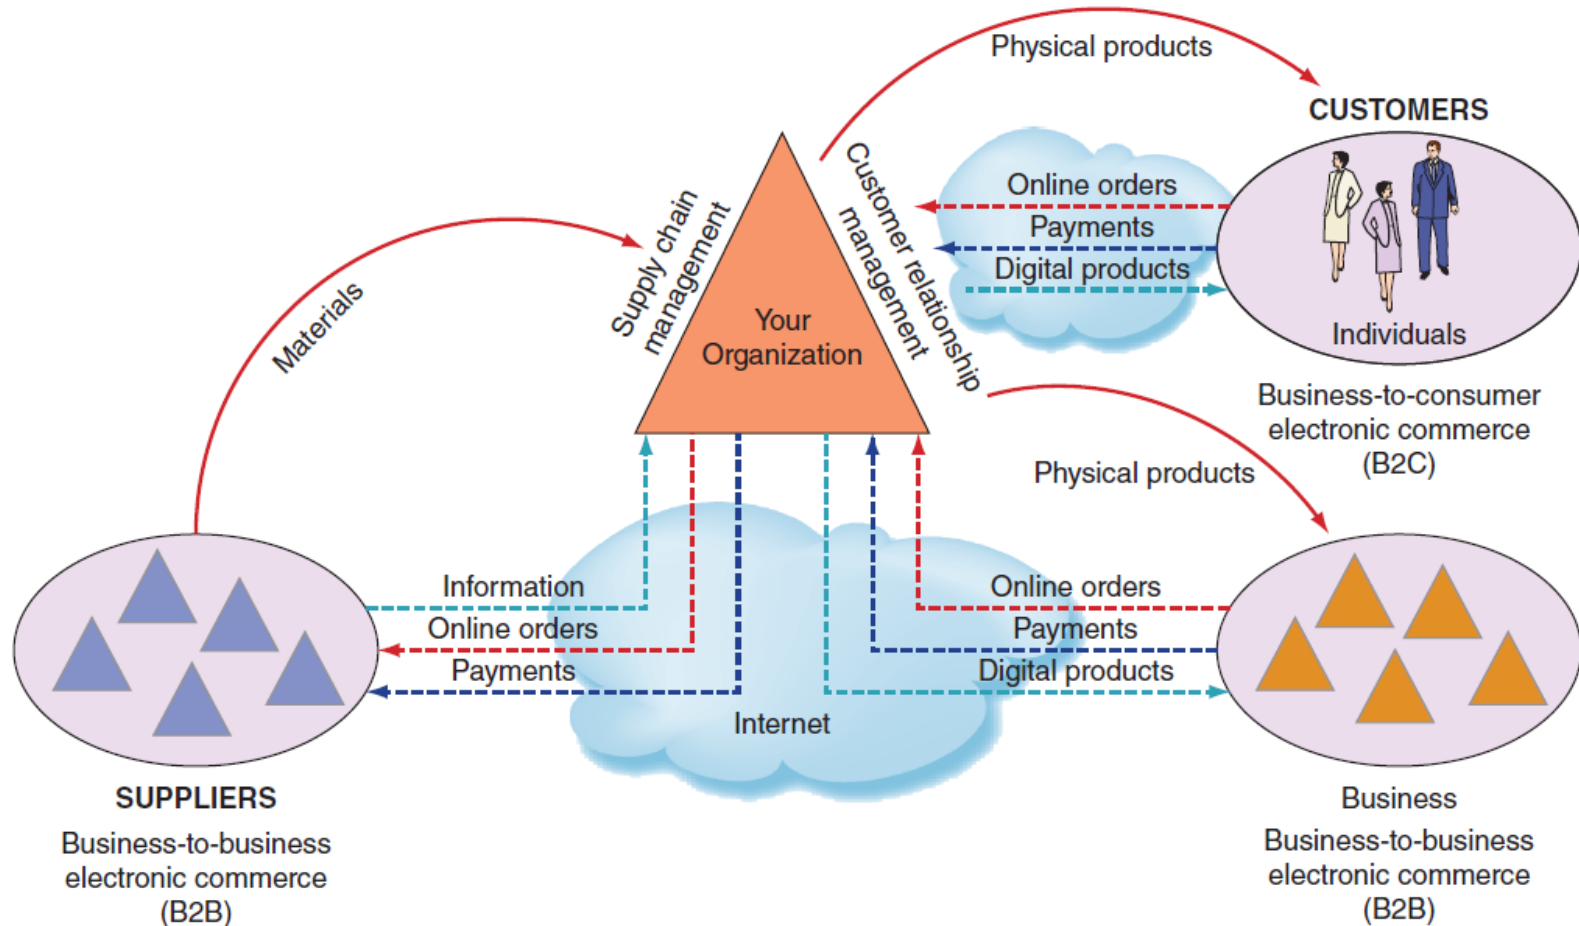 Physical products
CUSTOMERS
Online orders
Payments
Digital products
Individuals
Business-to-consumer
electronic commerce
(B2C)
Supply chain
management
Customer relationship
management
Your
Organization
Materials
Physical products
Information
Online orders
Payments
Online orders
Payments
Digital products
Internet
SUPPLIERS
Business-to-business
electronic commerce
(B2B)
Business
Business-to-business
electronic commerce
(B2B)